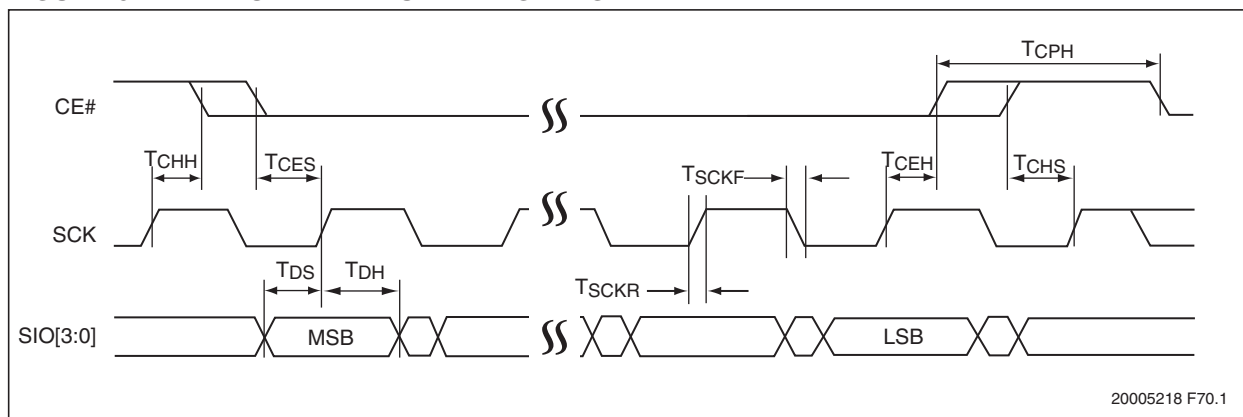 TCPH
CE#
TCHH
TCES
TSCKF
TCEH
TCHS
SCK
TDS
TDH
TSCKR
SIO[3:0]
MSB
LSB
20005218 F70.1